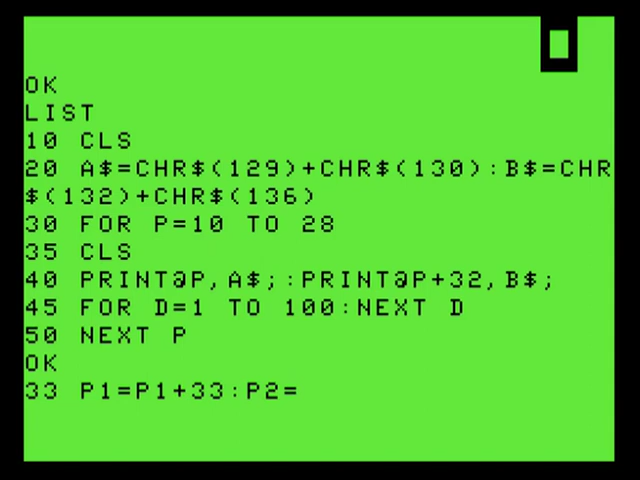 OK
LIST
10 CLS
20 A$=CHR$(129)+CHR$(130):B$=CHR
$(132)+CHR$(136)
30 FOR P=10 TO 28
35 CLS
40 PRINT@P,A$;:PRINT@P+32,B$;
45 FOR D=1 TO 100:NEXT D
50 NEXT P
OK
33 P1=P1+33:P2=